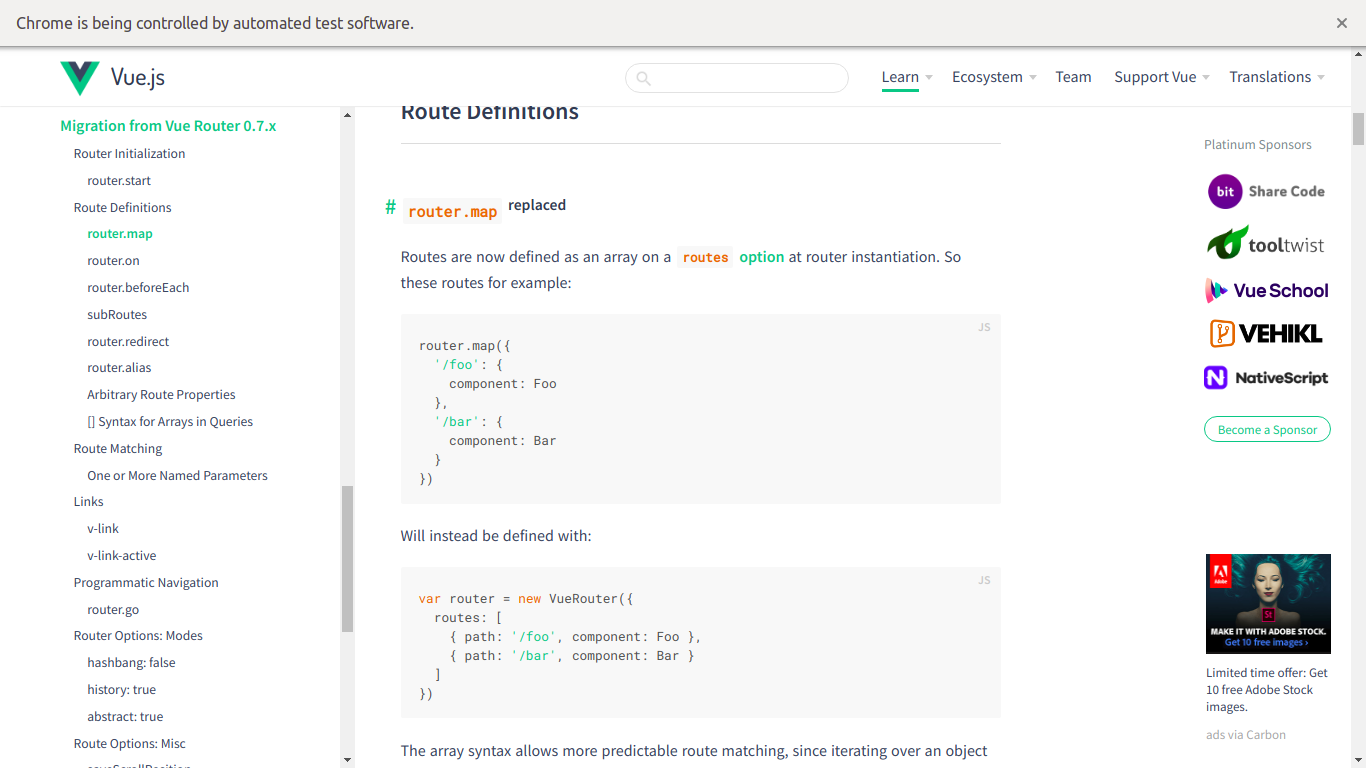 Chrome is being controlled by automated test software.
Vue.js
Learn
Ecosystem
Team
Support Vue
Translations
Migration from Vue Router 0.7.x
Router Initialization
router.start
Route Definitions
router.map
router.on
router.beforeEach
subRoutes
router.redirect
router.alias
Arbitrary Route Properties
[] Syntax for Arrays in Queries
Route Matching
One or More Named Parameters
Links
v-link
v-link-active
Programmatic Navigation
router.go
Router Options: Modes
hashbang: false
history: true
abstract: true
Route Options: Misc
saveScrollPosition
Route Definitions
# router.map replaced
Routes are now defined as an array on a routes option at router instantiation. So
these routes for example:
JS
router.map({
'/foo': {
component: Foo
},
'/bar': {
component: Bar
}
})
Will instead be defined with:
JS
var router = new VueRouter({
routes: [
{ path: '/foo', component: Foo },
{ path: '/bar', component: Bar }
]
})
The array syntax allows more predictable route matching, since iterating over an object
Platinum Sponsors
bit Share Code
tooltwist
Vue School
VEHIKL
NativeScript
Become a Sponsor
Adobe
St
MAKE IT WITH ADOBE STOCK.
Get 10 free images ›
Limited time offer: Get
10 free Adobe Stock
images.
ads via Carbon